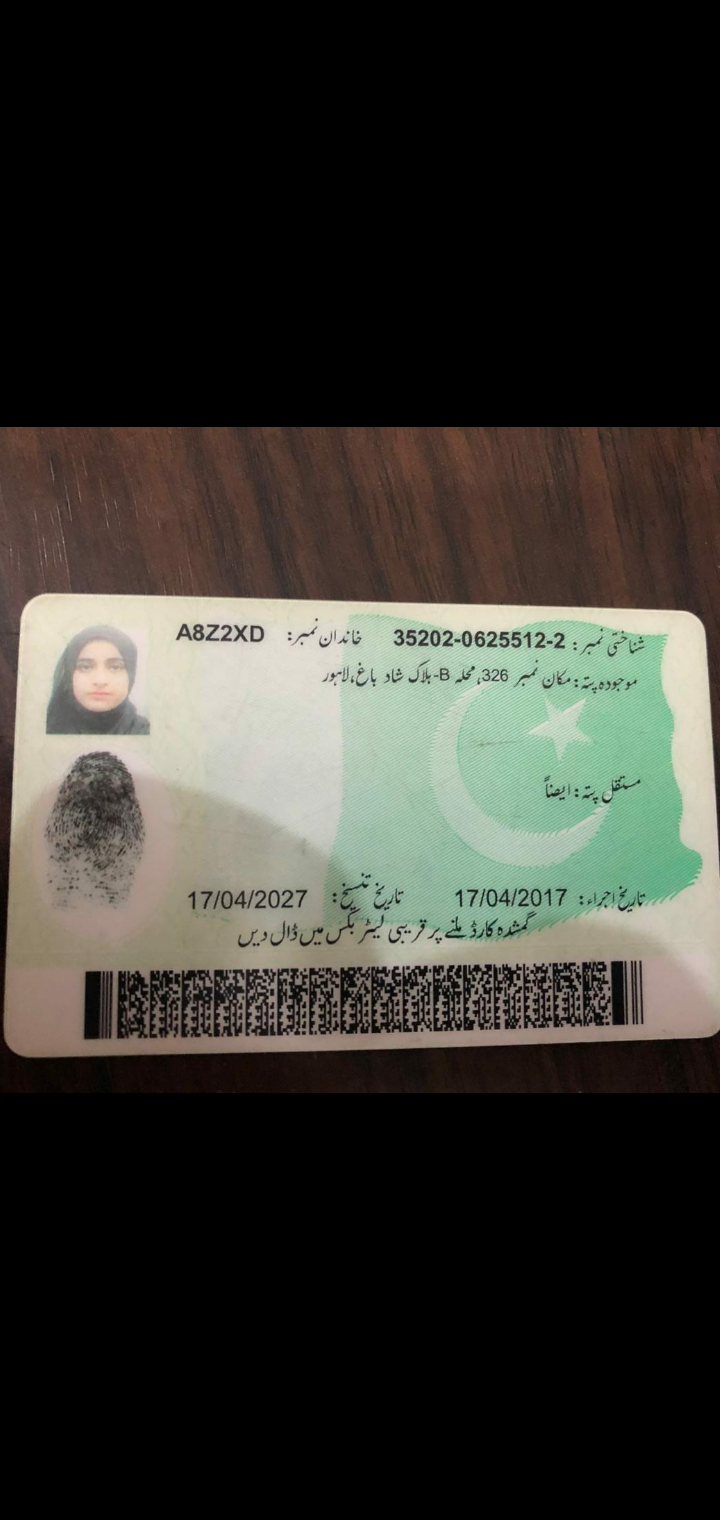 شناختی نمبر: 35202-0625512-2 خاندان نمبر: A8Z2XD
موجودہ پتہ: مکان نمبر 326، محلہ B-بلاک شاد باغ، لاہور
مستقل پتہ: ایضاً
تاریخ اجراء: 17/04/2017 تاریخ تنسیخ: 17/04/2027
گمشدہ کارڈ ملنے پر قریبی لیٹر بکس میں ڈال دیں